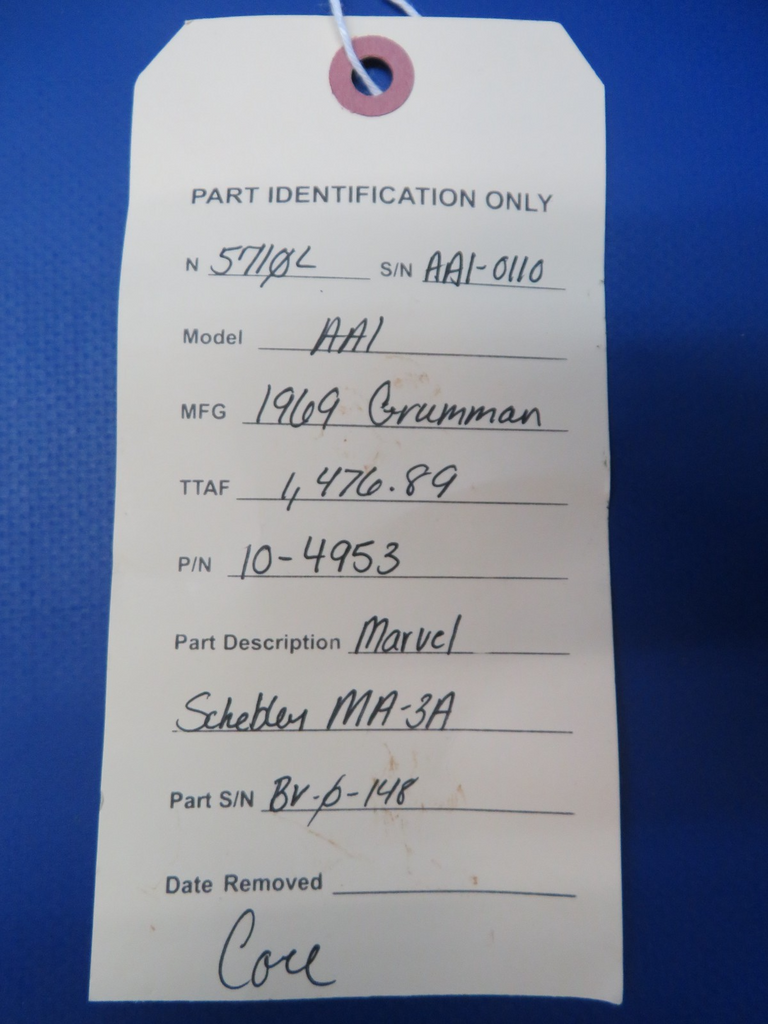 PART IDENTIFICATION ONLY
N 5710L S/N AA1-0110
Model AA1
MFG 1969 Grumman
TTAF 1,476.89
P/N 10-4953
Part Description Marvel
Schebler MA-3A
Part S/N BV-6-148
Date Removed
Core